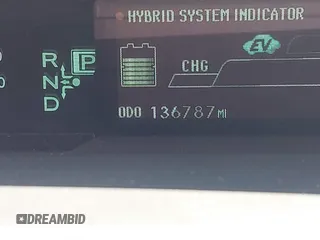 HYBRID SYSTEM INDICATOR
EV
R P
N
CHG
D
ODO 136787 MI
DREAMBID